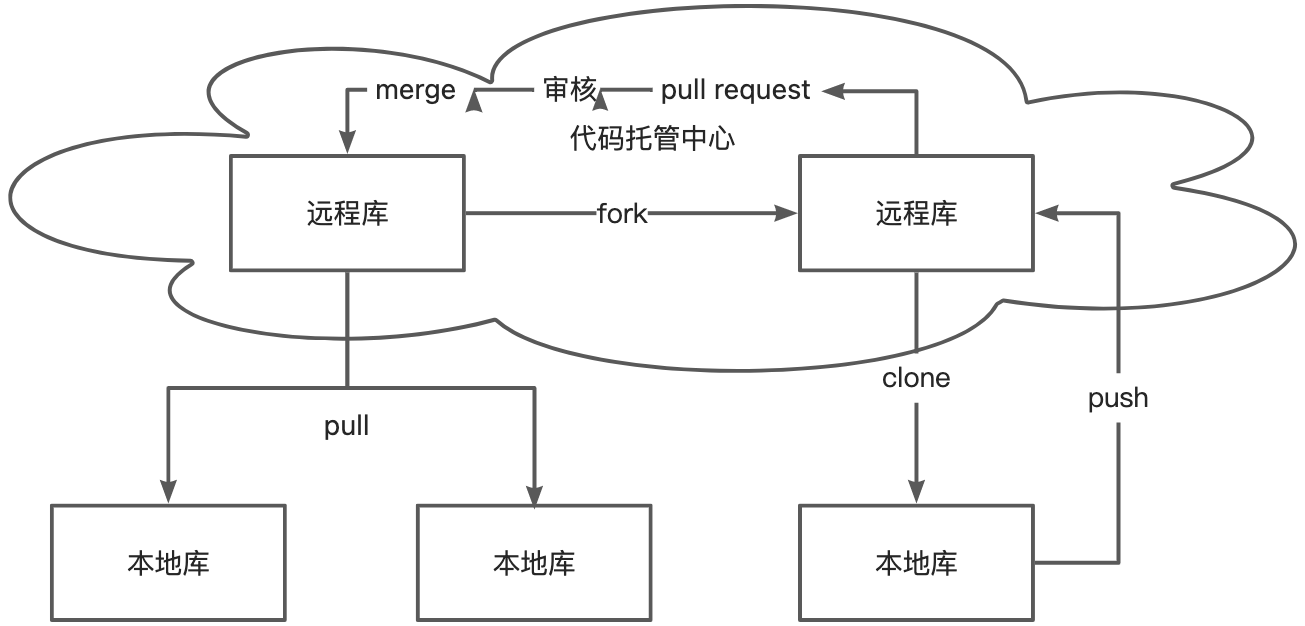 merge 审核 pull request
代码托管中心
远程库 fork 远程库
clone
push
pull
本地库 本地库 本地库